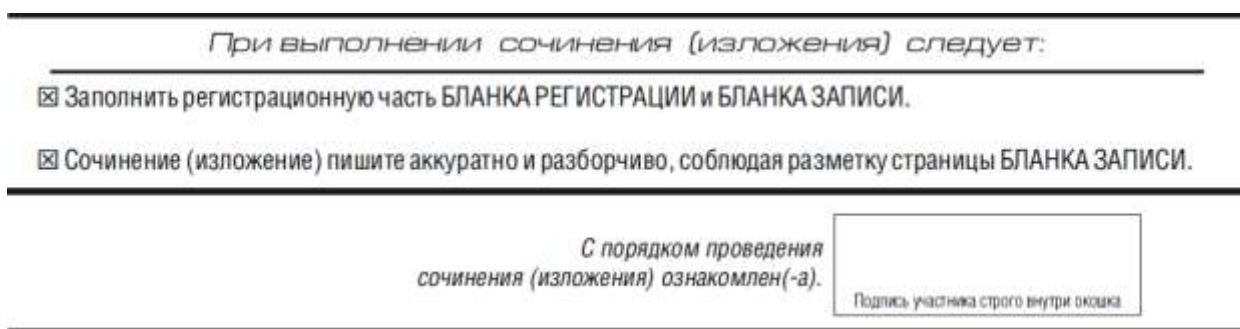 При выполнении сочинения (изложения) следует:
☒ Заполнить регистрационную часть БЛАНКА РЕГИСТРАЦИИ и БЛАНКА ЗАПИСИ.
☒ Сочинение (изложение) пишите аккуратно и разборчиво, соблюдая разметку страницы БЛАНКА ЗАПИСИ.
С порядком проведения
сочинения (изложения) ознакомлен(-а).
Подпись участника строго внутри окошка